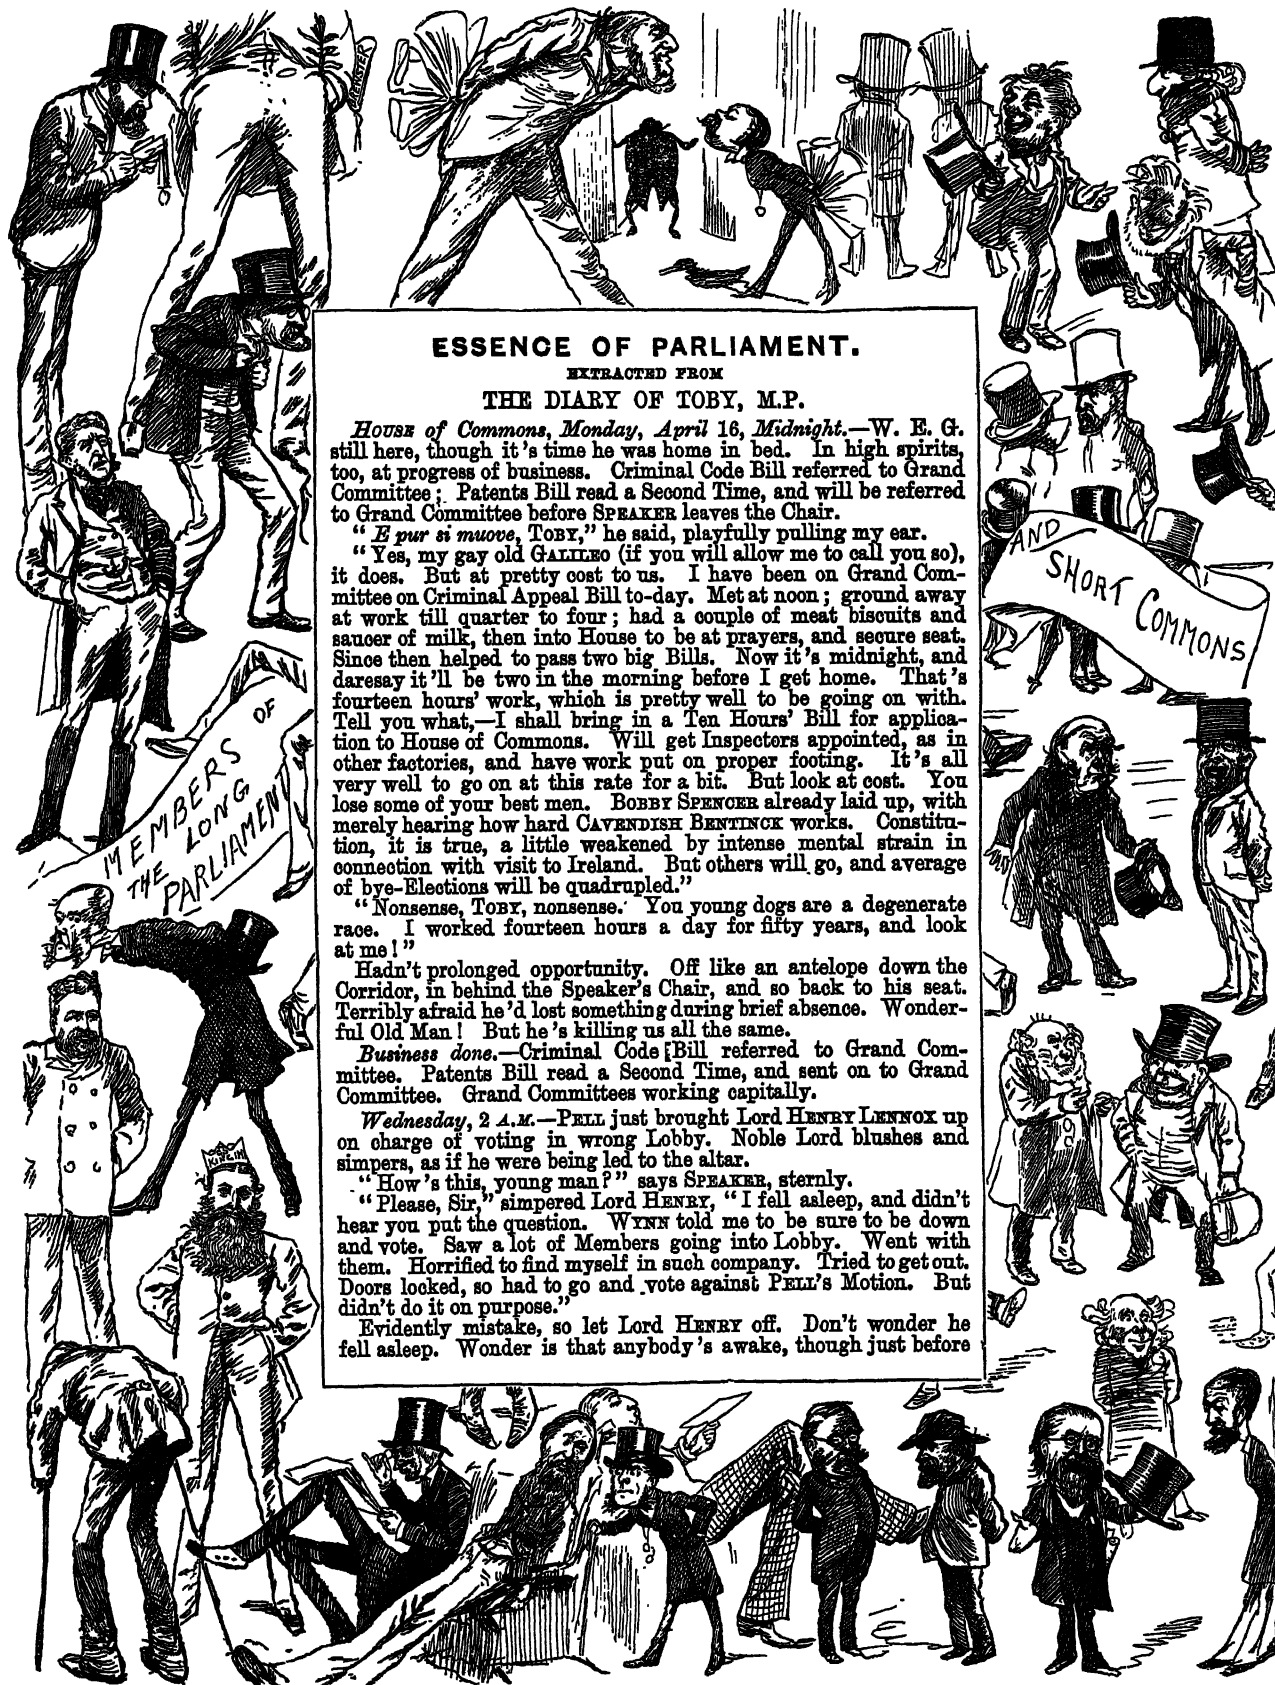 ESSENCE OF PARLIAMENT.
EXTRACTED FROM
THE DIARY OF TOBY, M.P.
House of Commons, Monday, April 16, Midnight.—W. E. G.
still here, though it's time he was home in bed. In high spirits,
too, at progress of business. Criminal Code Bill referred to Grand
Committee; Patents Bill read a Second Time, and will be referred
to Grand Committee before SPEAKER leaves the Chair.
"E pur si muove, TOBY," he said, playfully pulling my ear.
"Yes, my gay old GALILEO (if you will allow me to call you so),
it does. But at pretty cost to us. I have been on Grand Com-
mittee on Criminal Appeal Bill to-day. Met at noon; ground away
at work till quarter to four; had a couple of meat biscuits and
saucer of milk, then into House to be at prayers, and secure seat.
Since then helped to pass two big Bills. Now it's midnight, and
daresay it'll be two in the morning before I get home. That's
fourteen hours' work, which is pretty well to be going on with.
Tell you what,—I shall bring in a Ten Hours' Bill for applica-
tion to House of Commons. Will get Inspectors appointed, as in
other factories, and have work put on proper footing. It's all
very well to go on at this rate for a bit. But look at cost. You
lose some of your best men. BOBBY SPENCER already laid up, with
merely hearing how hard CAVENDISH BENTINCK works. Constitu-
tion, it is true, a little weakened by intense mental strain in
connection with visit to Ireland. But others will go, and average
of bye-Elections will be quadrupled."
"Nonsense, TOBY, nonsense. You young dogs are a degenerate
race. I worked fourteen hours a day for fifty years, and look
at me!"
Hadn't prolonged opportunity. Off like an antelope down the
Corridor, in behind the Speaker's Chair, and so back to his seat.
Terribly afraid he'd lost something during brief absence. Wonder-
ful Old Man! But he's killing us all the same.
Business done.—Criminal Code [Bill referred to Grand Com-
mittee. Patents Bill read a Second Time, and sent on to Grand
Committee. Grand Committees working capitally.
Wednesday, 2 A.M.—PELL just brought Lord HENRY LENNOX up
on charge of voting in wrong Lobby. Noble Lord blushes and
simpers, as if he were being led to the altar.
"How's this, young man?" says SPEAKER, sternly.
"Please, Sir," simpered Lord HENRY, "I fell asleep, and didn't
hear you put the question. WYNN told me to be sure to be down
and vote. Saw a lot of Members going into Lobby. Went with
them. Horrified to find myself in such company. Tried to get out.
Doors locked, so had to go and vote against PELL's Motion. But
didn't do it on purpose."
Evidently mistake, so let Lord HENRY off. Don't wonder he
fell asleep. Wonder is that anybody's awake, though just before
MEMBERS OF
THE LONG
PARLIAMENT
AND
SHORT COMMONS